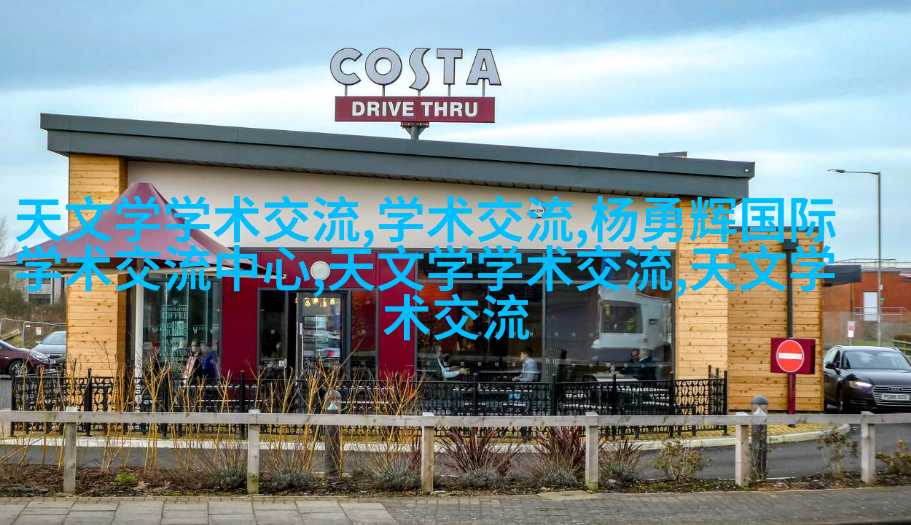 COSTA
DRIVE THRU
天文学学术交流,学术交流,杨勇辉国际
学术交流中心,天文学学术交流,天文学
术交流